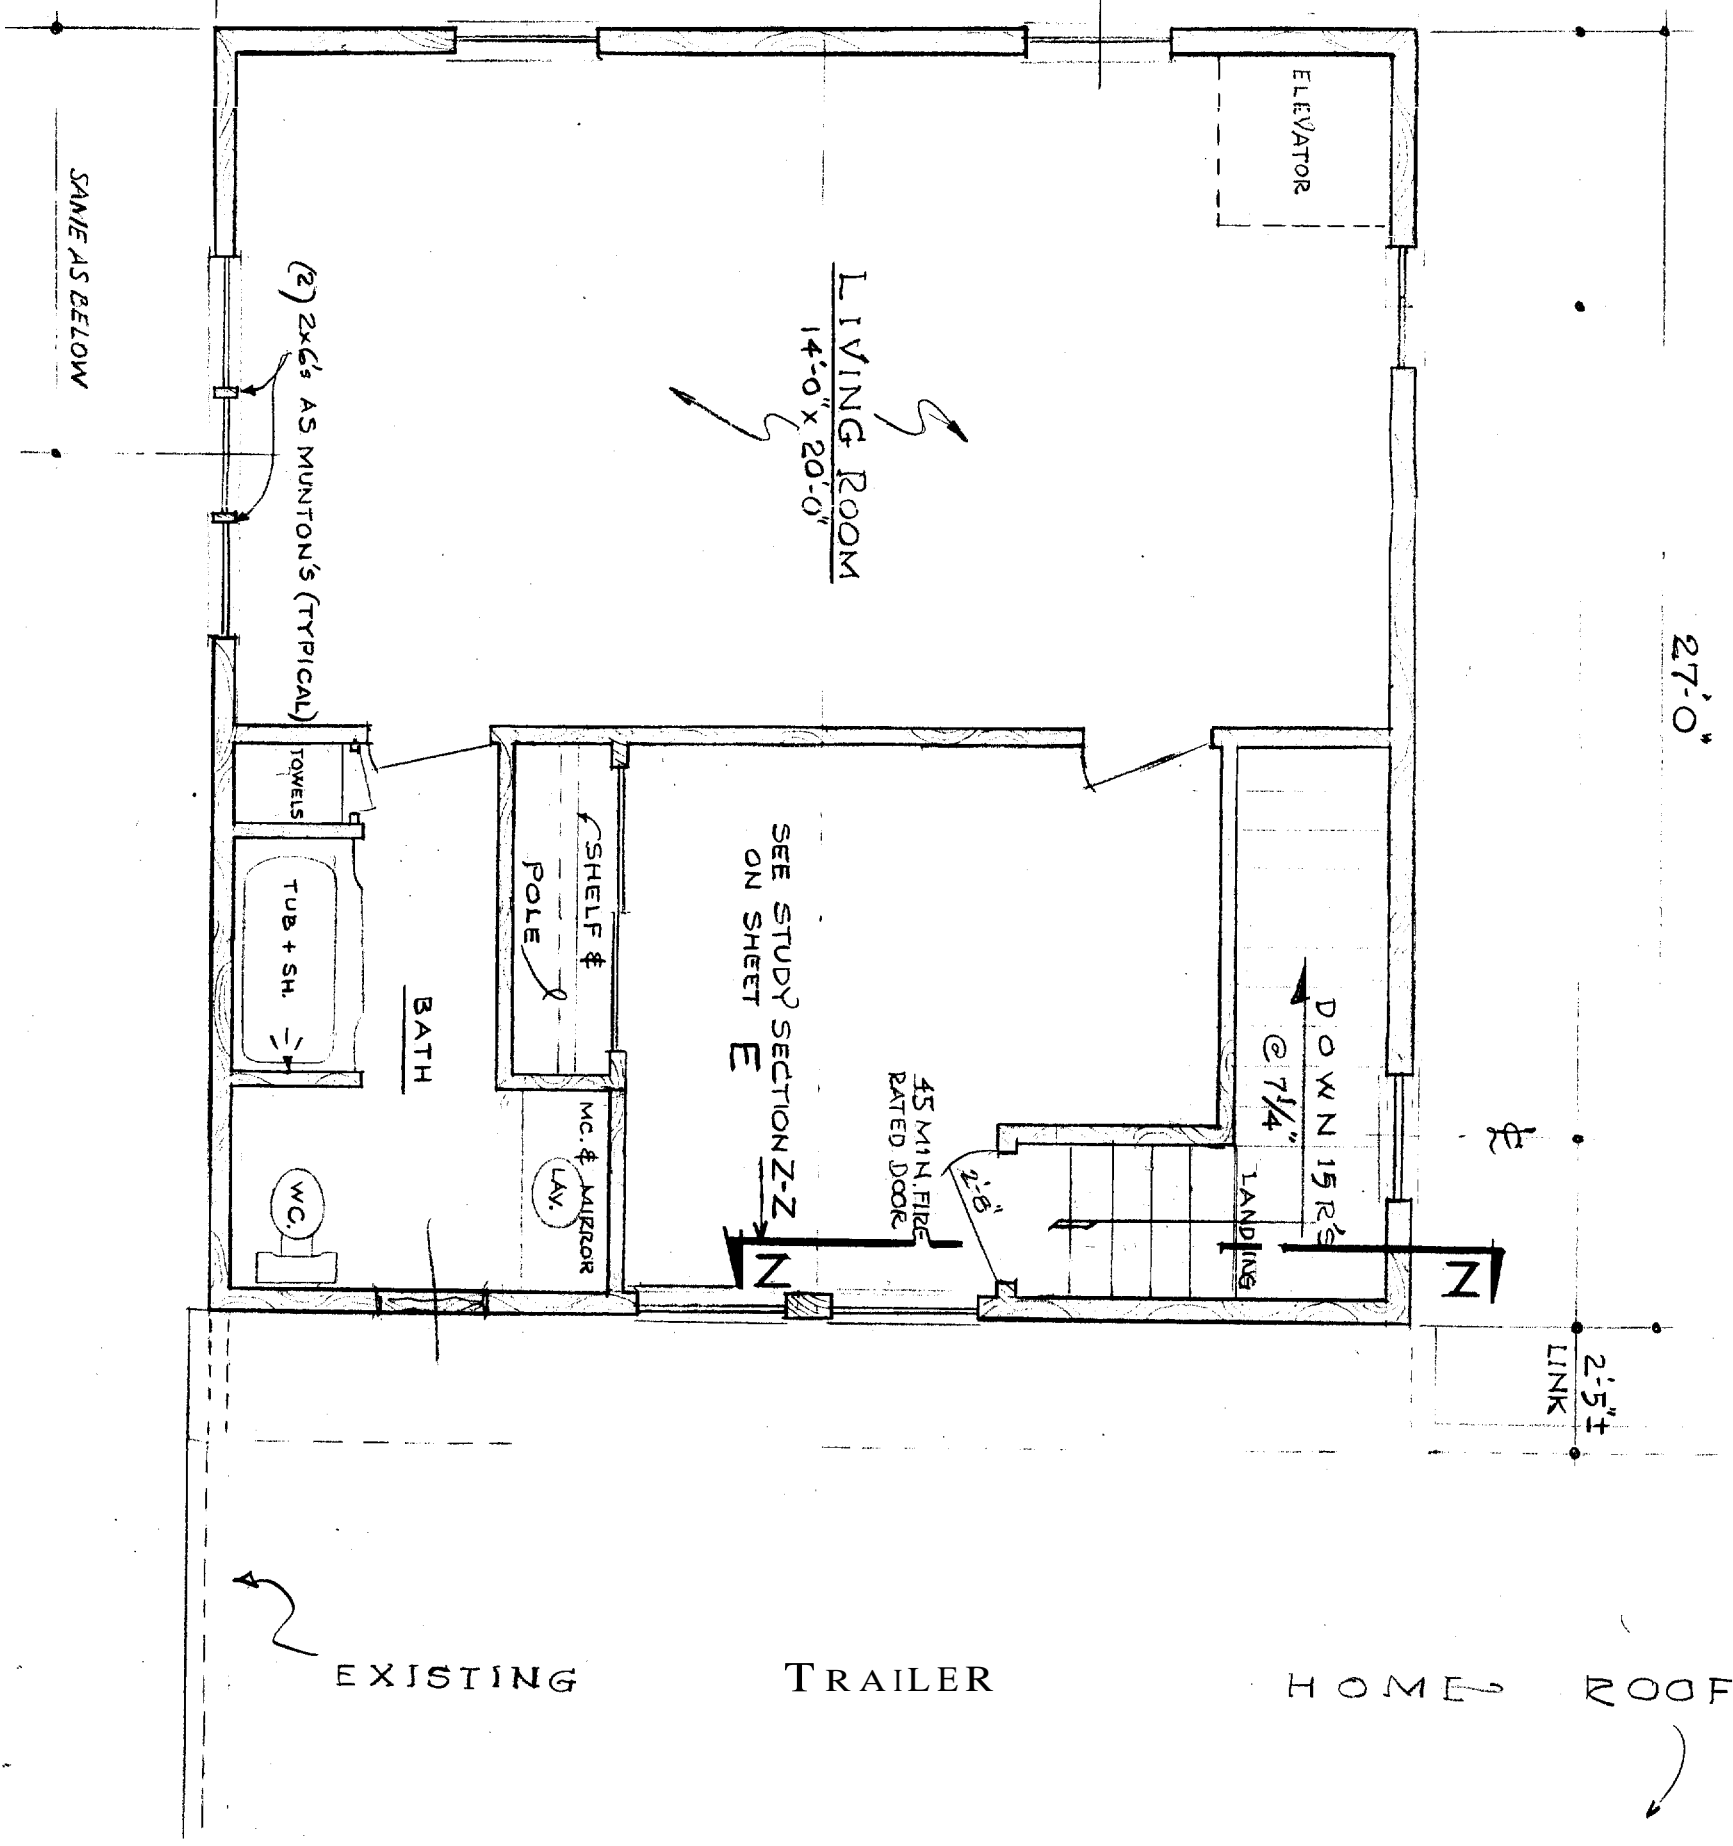 ELEVATOR
SAME AS BELOW
(2) 2x6's AS MUNTON'S (TYPICAL)
LIVING ROOM
14'-0" x 20'-0"
27'-0"
TOWELS
TUB + SH.
BATH
SHELF &
POLE
SEE STUDY SECTION Z-Z
ON SHEET E
45 MIN. FIRE
RATED DOOR
2'-8"
DOWN 15 R'S
@ 7 1/4"
LANDING
MC. & MIRROR
LAV.
W.C.
Z
Z
℄
2'-5"±
LINK
EXISTING TRAILER HOME ROOF